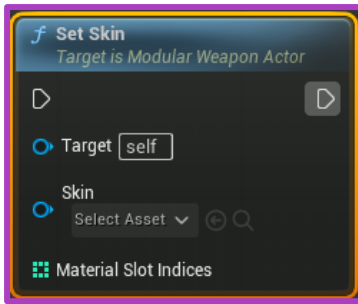 f Set Skin
Target is Modular Weapon Actor
Target self
Skin
Select Asset
Material Slot Indices